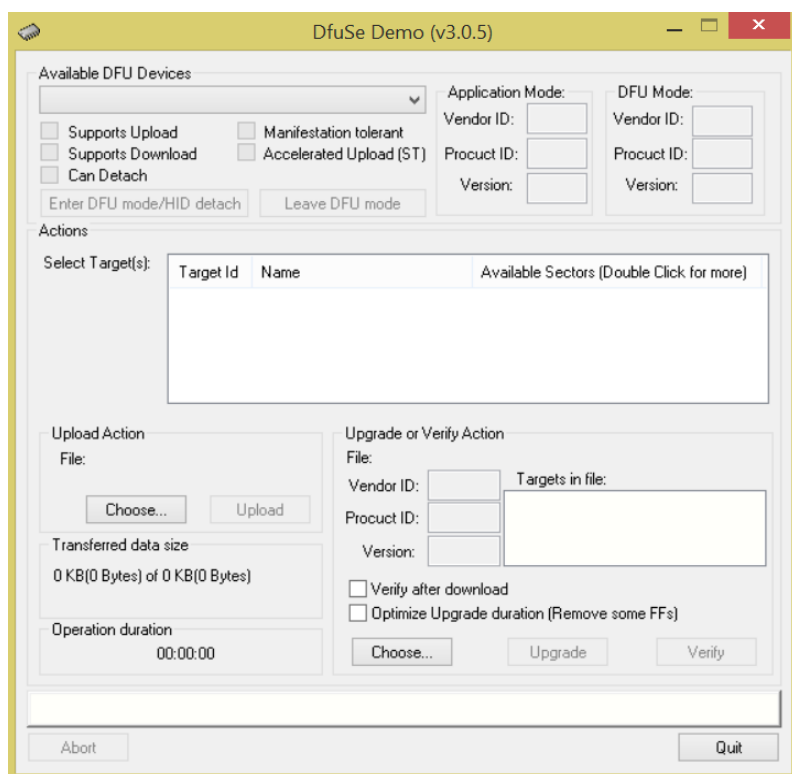 DfuSe Demo (v3.0.5)
Available DFU Devices
Supports Upload
Manifestation tolerant
Supports Download
Accelerated Upload (ST)
Can Detach
Enter DFU mode/HID detach
Leave DFU mode
Application Mode:
Vendor ID:
Procuct ID:
Version:
DFU Mode:
Vendor ID:
Procuct ID:
Version:
Actions
Select Target(s):
Target Id Name Available Sectors (Double Click for more)
Upload Action
File:
Choose...
Upload
Transferred data size
0 KB(0 Bytes) of 0 KB(0 Bytes)
Operation duration
00:00:00
Upgrade or Verify Action
File:
Vendor ID:
Procuct ID:
Version:
Targets in file:
Verify after download
Optimize Upgrade duration (Remove some FFs)
Choose...
Upgrade
Verify
Abort
Quit